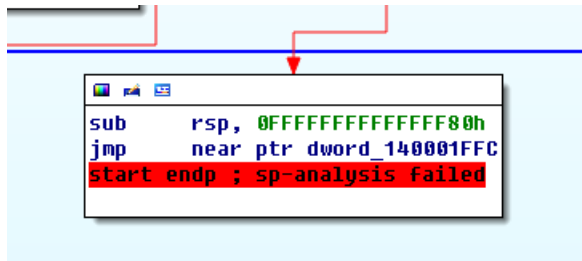 sub rsp, 0FFFFFFFFFFFFFF80h
jmp near ptr dword_140001FFC
start endp ; sp-analysis failed